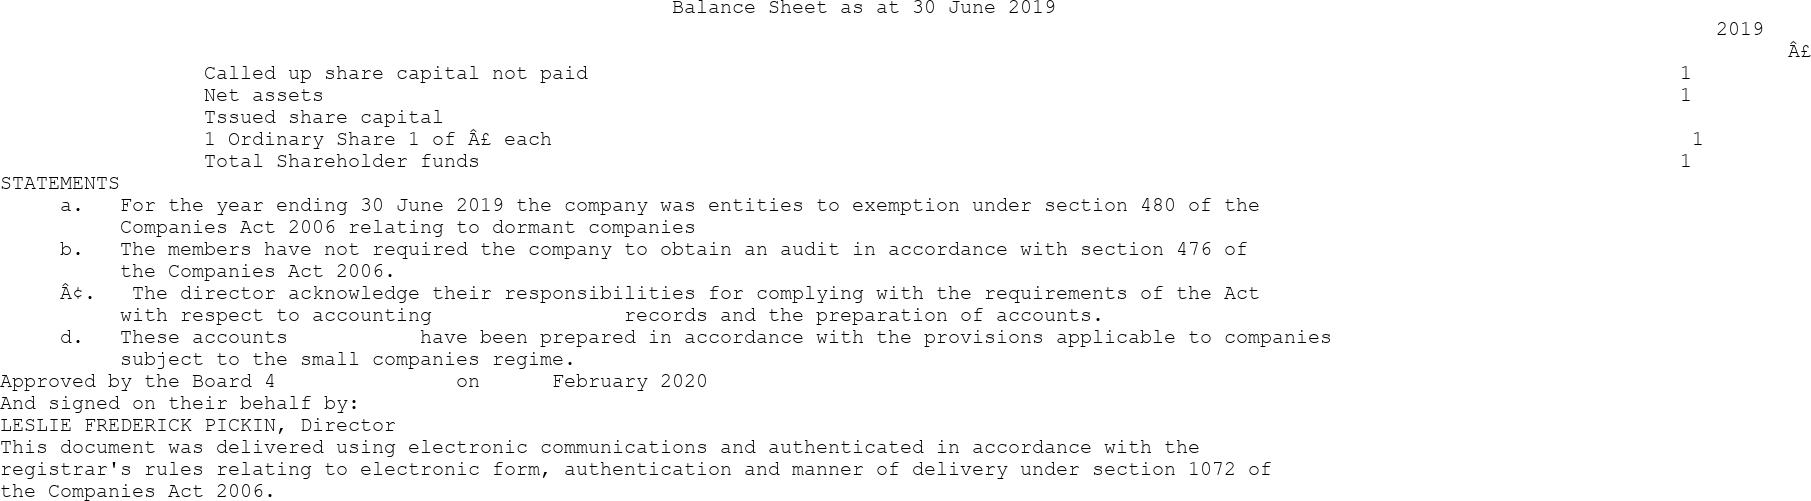 Balance Sheet as at 30 June 2019
2019
Â£
Called up share capital not paid 1
Net assets 1
Tssued share capital
1 Ordinary Share 1 of Â£ each 1
Total Shareholder funds 1
STATEMENTS
a. For the year ending 30 June 2019 the company was entities to exemption under section 480 of the
Companies Act 2006 relating to dormant companies
b. The members have not required the company to obtain an audit in accordance with section 476 of
the Companies Act 2006.
Â¢. The director acknowledge their responsibilities for complying with the requirements of the Act
with respect to accounting records and the preparation of accounts.
d. These accounts have been prepared in accordance with the provisions applicable to companies
subject to the small companies regime.
Approved by the Board 4 on February 2020
And signed on their behalf by:
LESLIE FREDERICK PICKIN, Director
This document was delivered using electronic communications and authenticated in accordance with the
registrar's rules relating to electronic form, authentication and manner of delivery under section 1072 of
the Companies Act 2006.